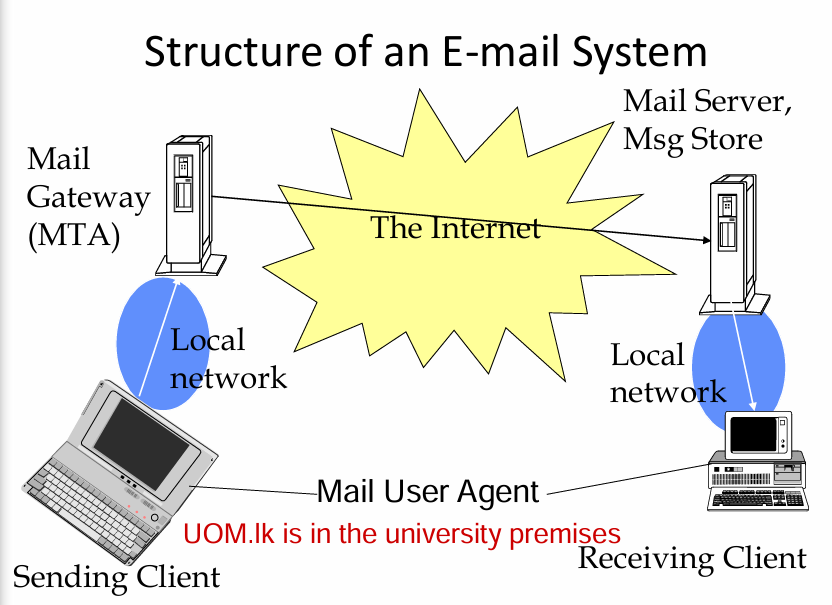 Structure of an E-mail System
Mail Server,
Msg Store
Mail
Gateway
(MTA)
The Internet
Local
network
Local
network
Mail User Agent
UOM.lk is in the university premises
Receiving Client
Sending Client